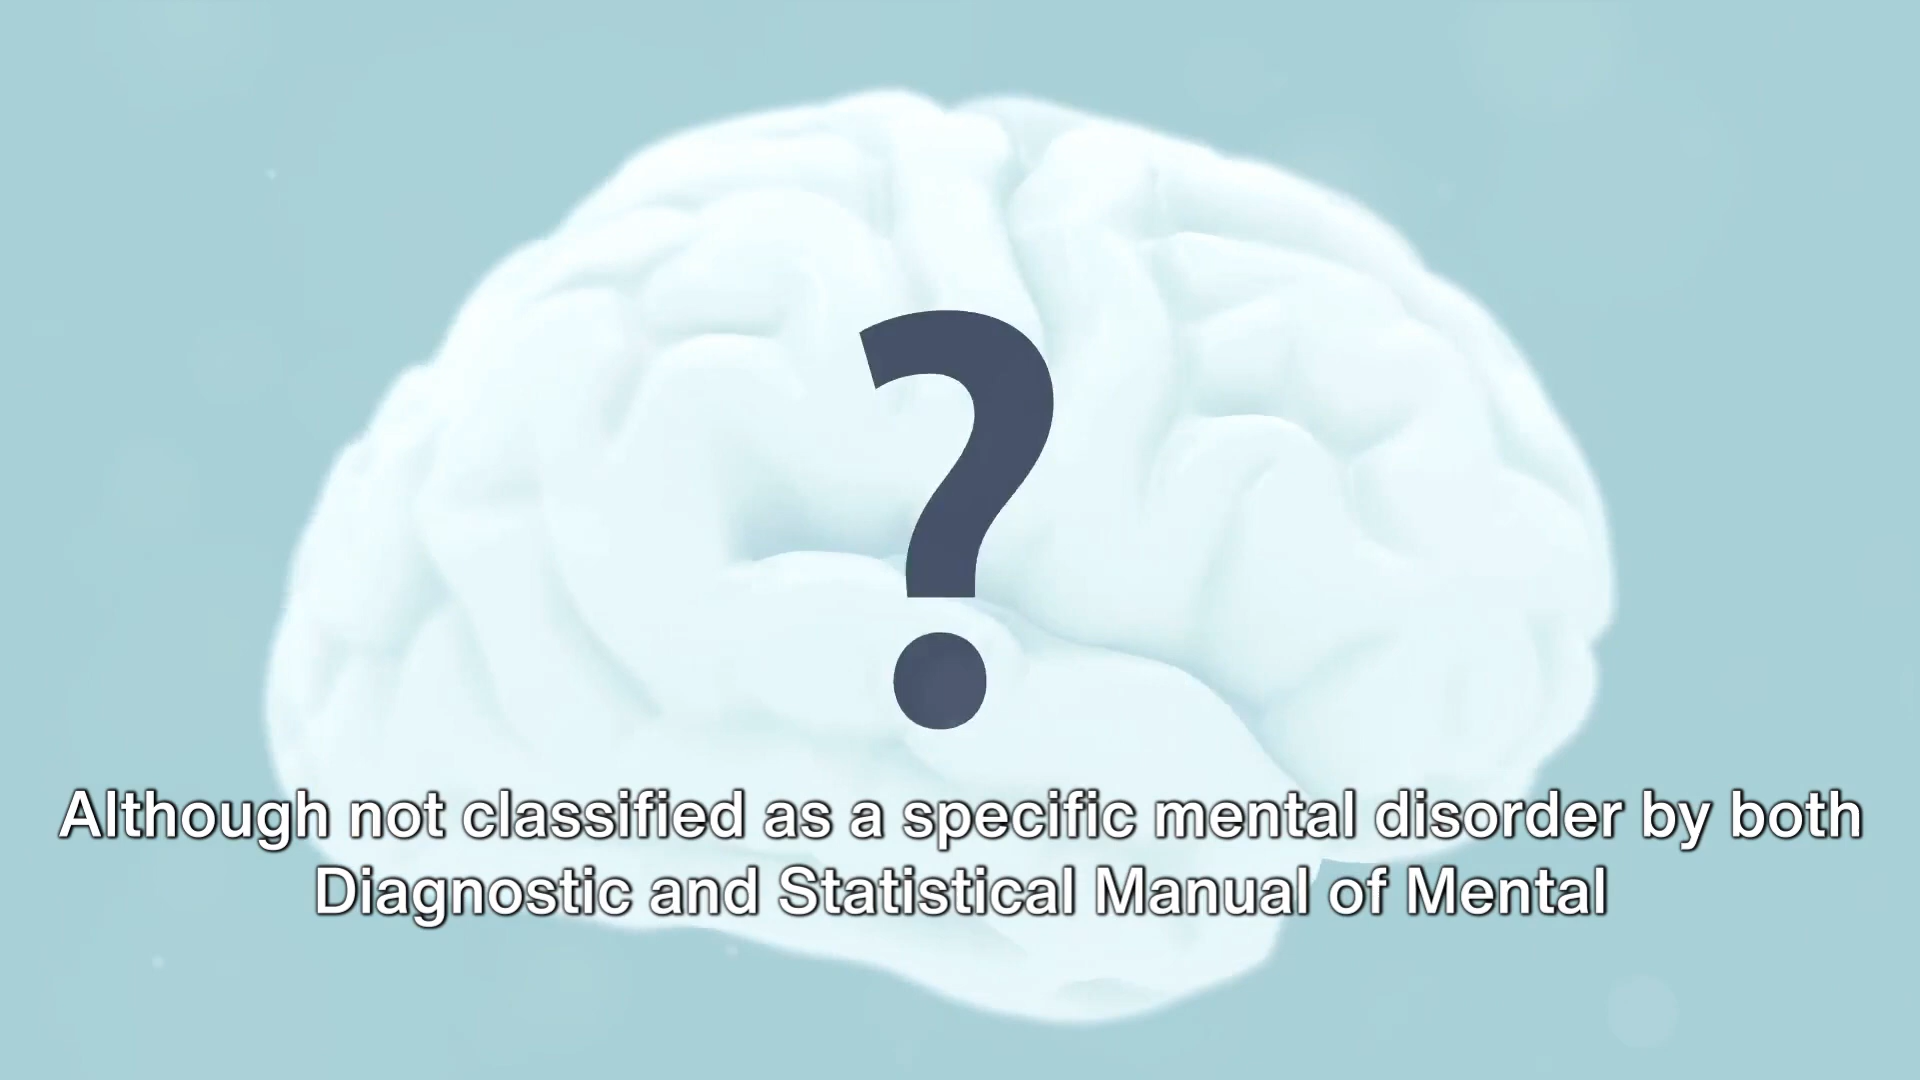 ?
Although not classified as a specific mental disorder by both
Diagnostic and Statistical Manual of Mental